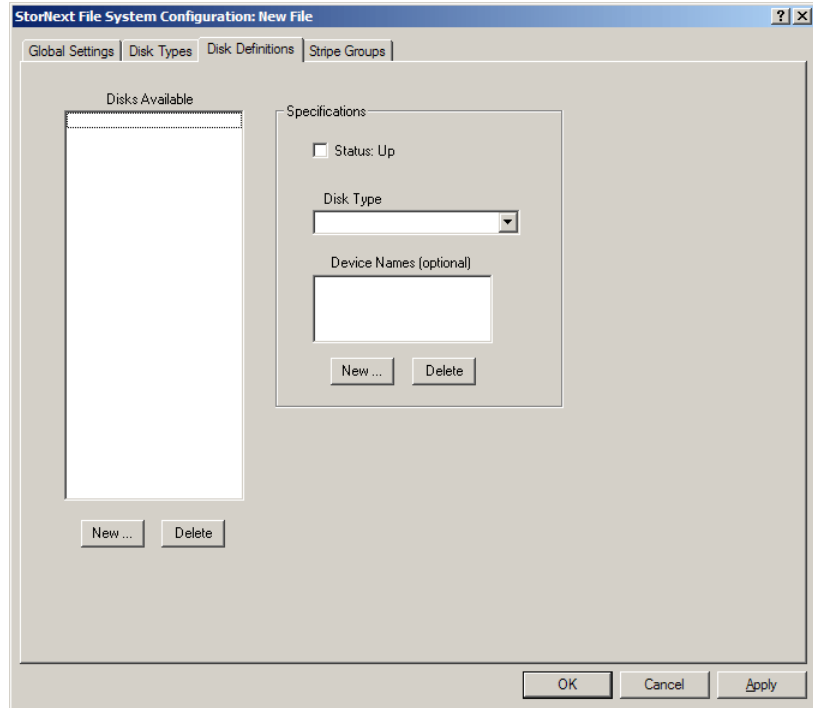 StorNext File System Configuration: New File
Global Settings Disk Types Disk Definitions Stripe Groups
Disks Available
Specifications
Status: Up
Disk Type
Device Names (optional)
New ... Delete
New ... Delete
OK Cancel Apply